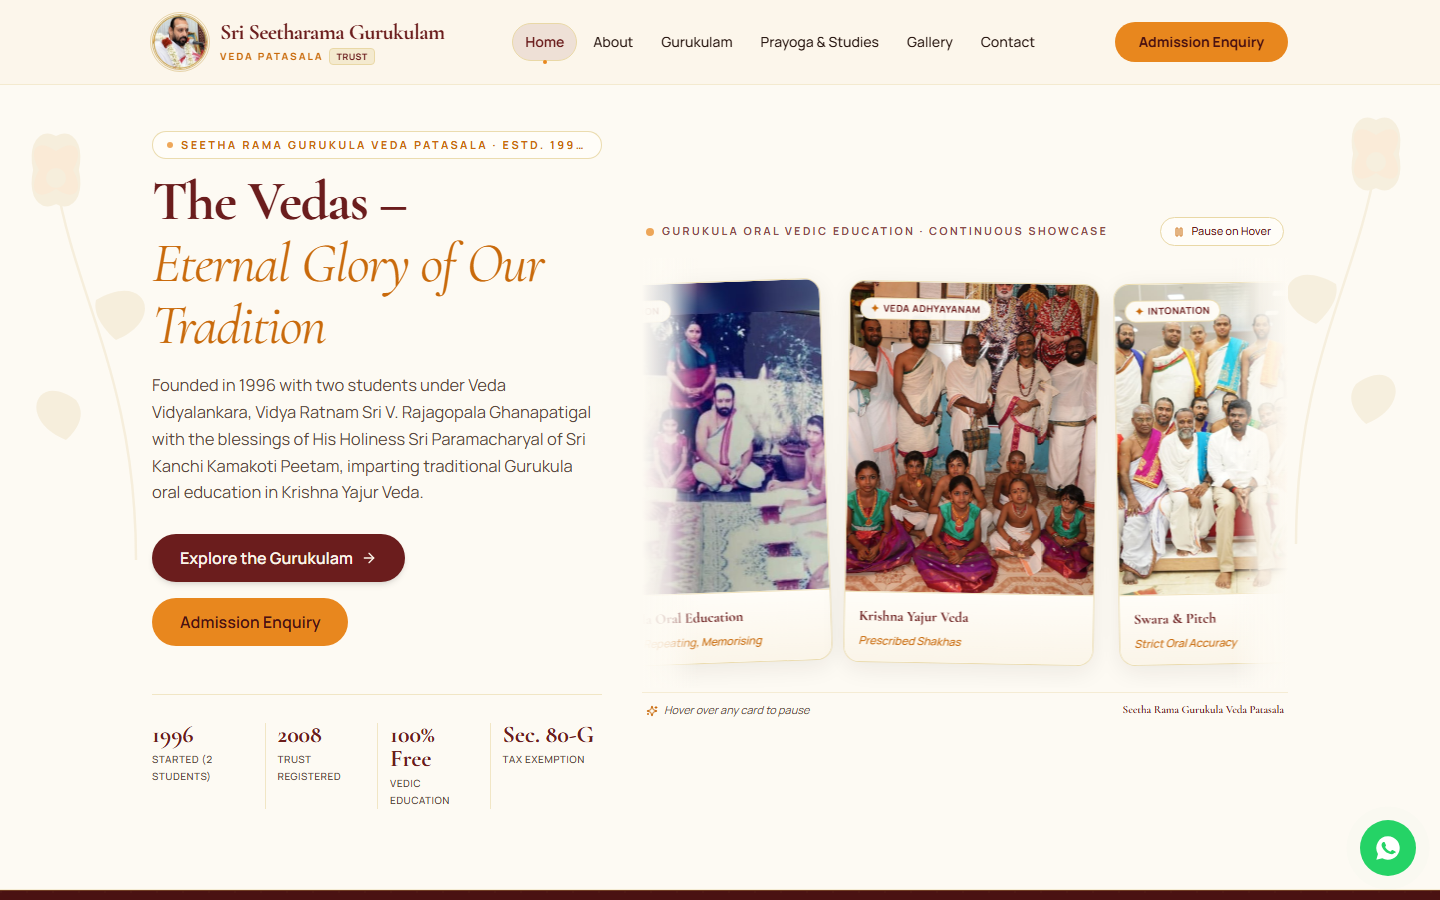 Sri Seetharama Gurukulam
VEDA PATASALA TRUST
Home About Gurukulam Prayoga & Studies Gallery Contact
Admission Enquiry
SEETHA RAMA GURUKULA VEDA PATASALA · ESTD. 199…
The Vedas –
Eternal Glory of Our
Tradition
Founded in 1996 with two students under Veda
Vidyalankara, Vidya Ratnam Sri V. Rajagopala Ghanapatigal
with the blessings of His Holiness Sri Paramacharyal of Sri
Kanchi Kamakoti Peetam, imparting traditional Gurukula
oral education in Krishna Yajur Veda.
Explore the Gurukulam →
Admission Enquiry
1996
STARTED (2
STUDENTS)
2008
TRUST
REGISTERED
100%
Free
VEDIC
EDUCATION
Sec. 80-G
TAX EXEMPTION
GURUKULA ORAL VEDIC EDUCATION · CONTINUOUS SHOWCASE
Pause on Hover
Oral Education
Memorising
VEDA ADHYAYANAM
Krishna Yajur Veda
Prescribed Shakhas
INTONATION
Swara & Pitch
Strict Oral Accuracy
Hover over any card to pause
Seetha Rama Gurukula Veda Patasala